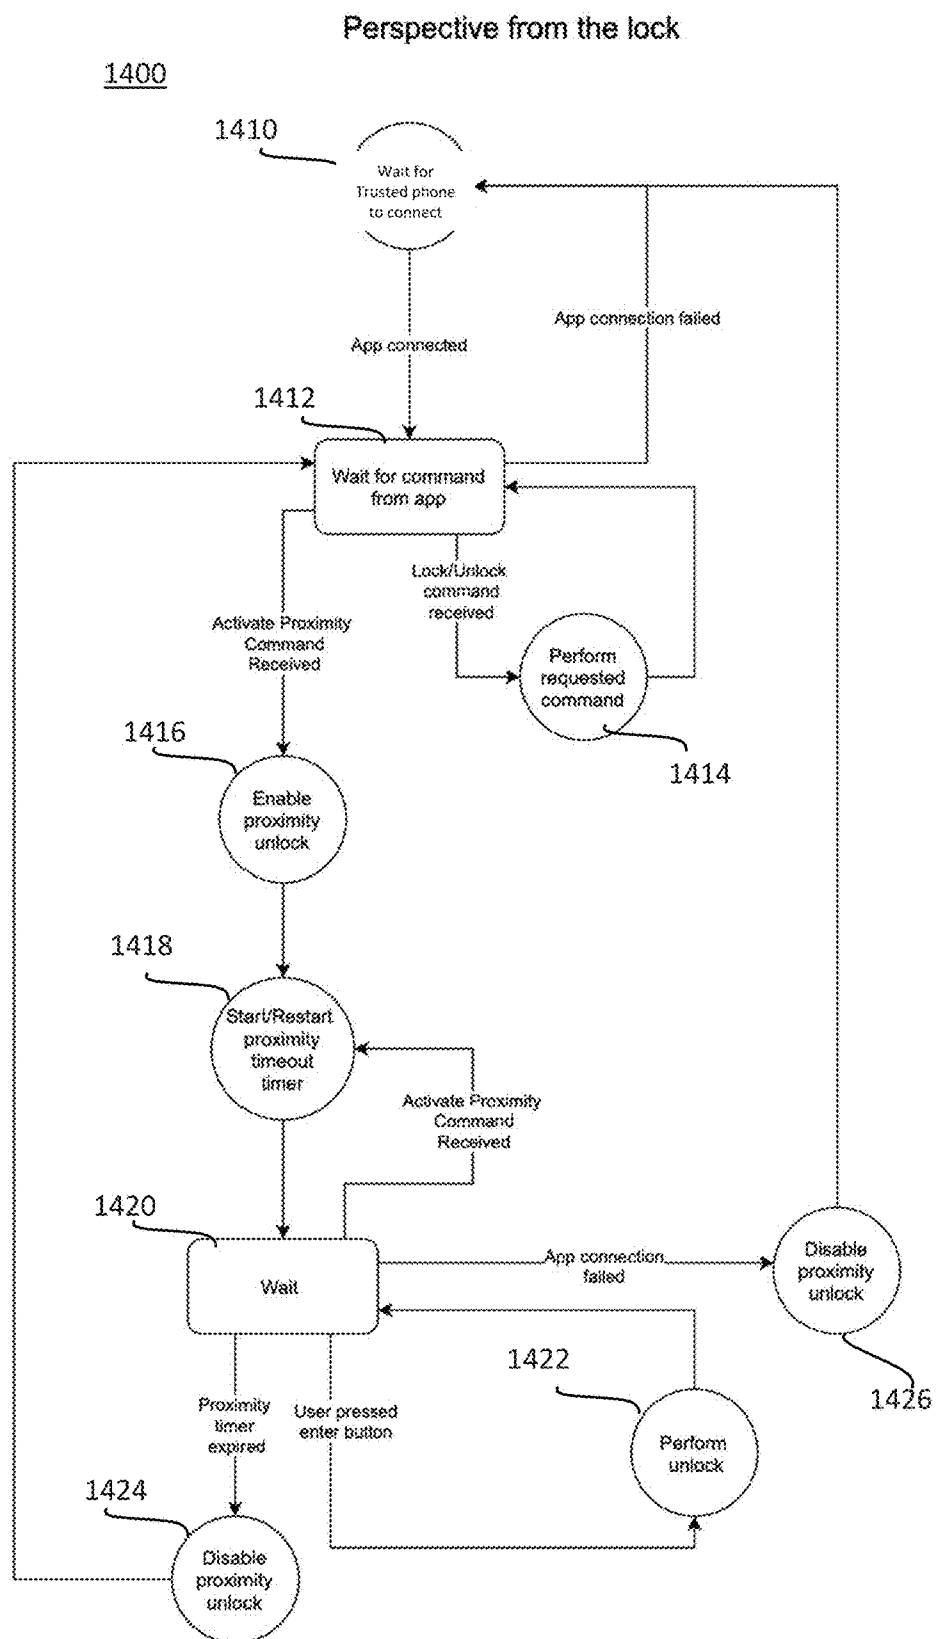 Perspective from the lock
1400
1410
Wait for
Trusted phone
to connect
App connection failed
App connected
1412
Wait for command
from app
Lock/Unlock
command
received
Activate Proximity
Command
Received
Perform
requested
command
1414
1416
Enable
proximity
unlock
1418
Start/Restart
proximity
timeout
timer
Activate Proximity
Command
Received
1420
Wait
App connection
failed
Disable
proximity
unlock
1426
1422
Perform
unlock
Proximity
timer
expired
User pressed
enter button
1424
Disable
proximity
unlock